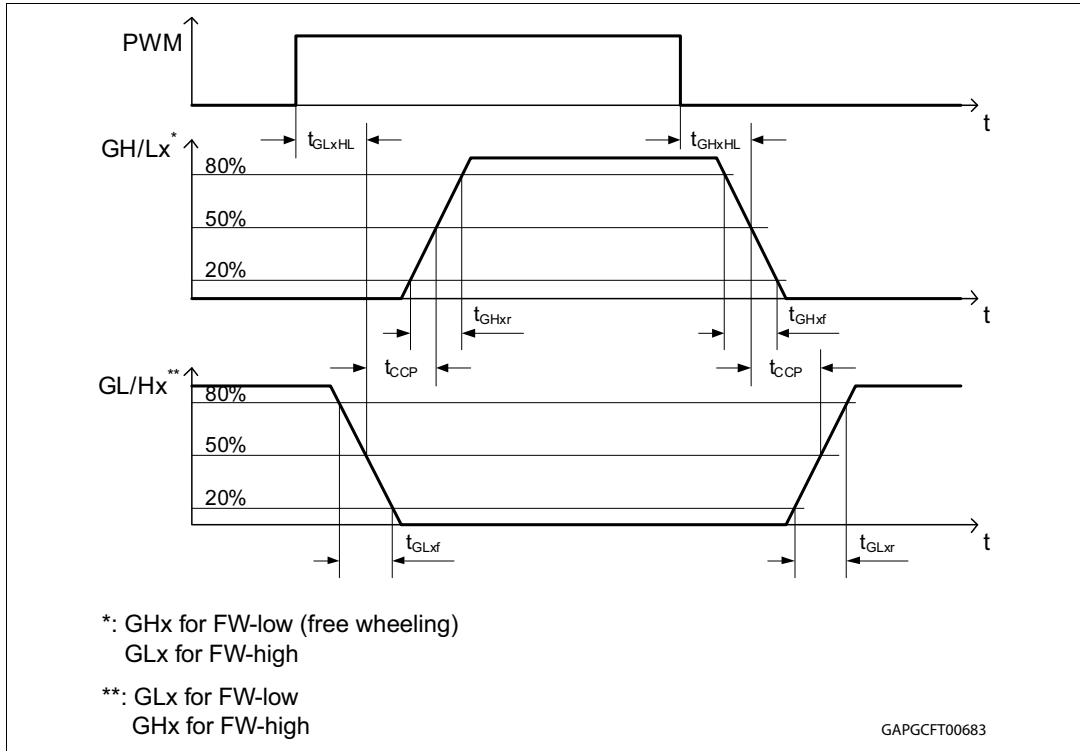 PWM
t
GH/Lx*
tGLxHL
tGHxHL
80%
50%
20%
t
tGHxr
tGHxf
tCCP
tCCP
GL/Hx**
80%
50%
20%
t
tGLxf
tGLxr
*: GHx for FW-low (free wheeling)
GLx for FW-high
**: GLx for FW-low
GHx for FW-high
GAPGCFT00683